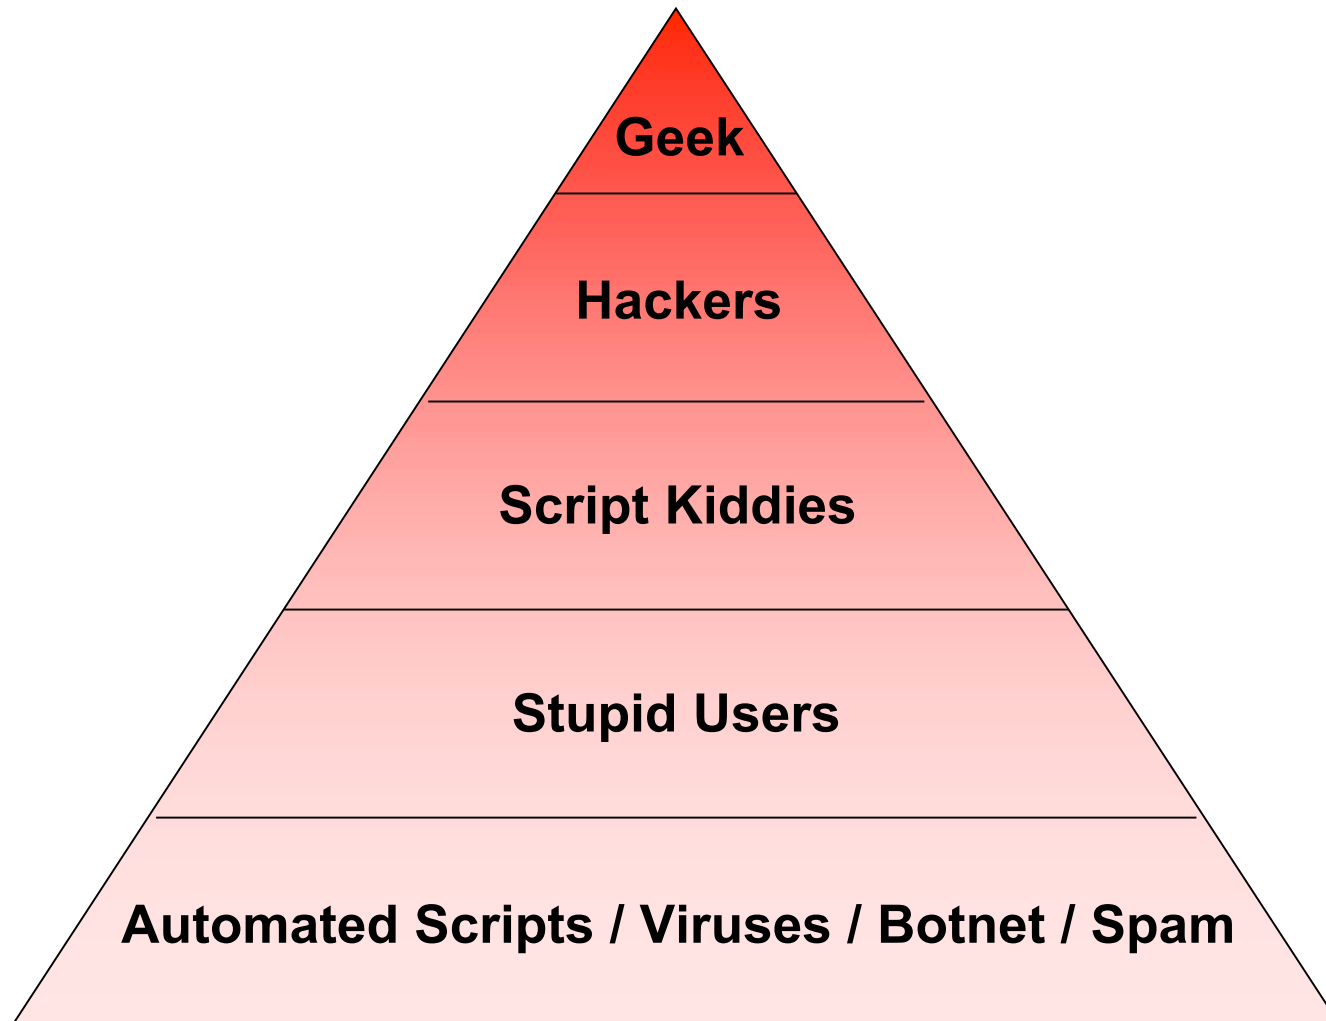 Geek
Hackers
Script Kiddies
Stupid Users
Automated Scripts / Viruses / Botnet / Spam